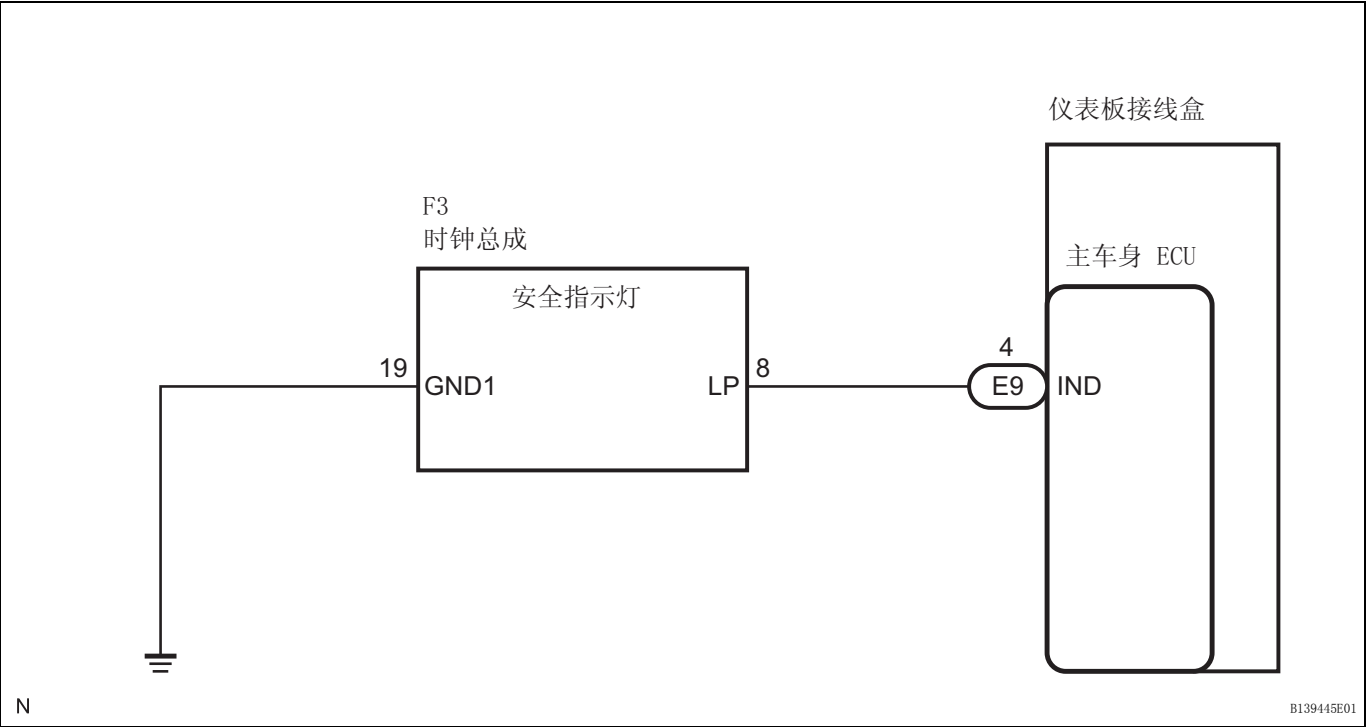 仪表板接线盒
F3
时钟总成
主车身 ECU
安全指示灯
19 GND1 LP 8
4
E9 IND
N
B139445E01